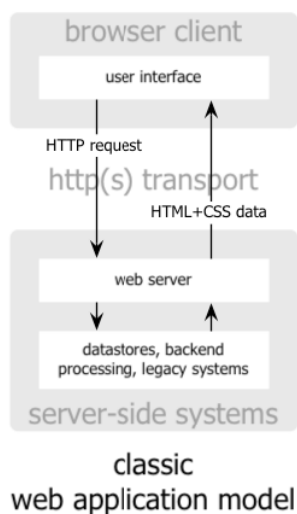 browser client
user interface
HTTP request
http(s) transport
HTML+CSS data
web server
datastores, backend
processing, legacy systems
server-side systems
classic
web application model